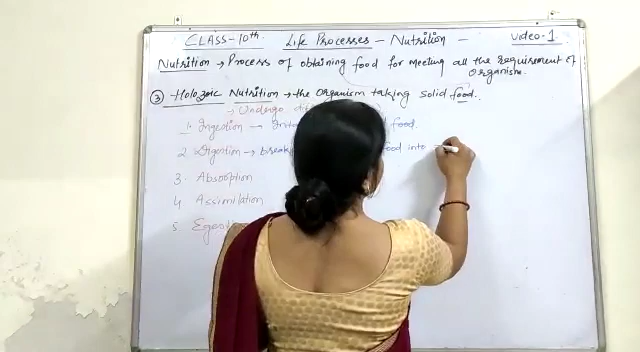 CLASS-10th Life Processes - Nutrition - Video-1
Nutrition → Process of obtaining food for meeting all the requirement of
Organism.
③ Holozoic Nutrition → the organism taking solid food.
→ Undergo
1. Ingestion → food.
2. Digestion → food into
3. Absorption
4 Assimilation
5